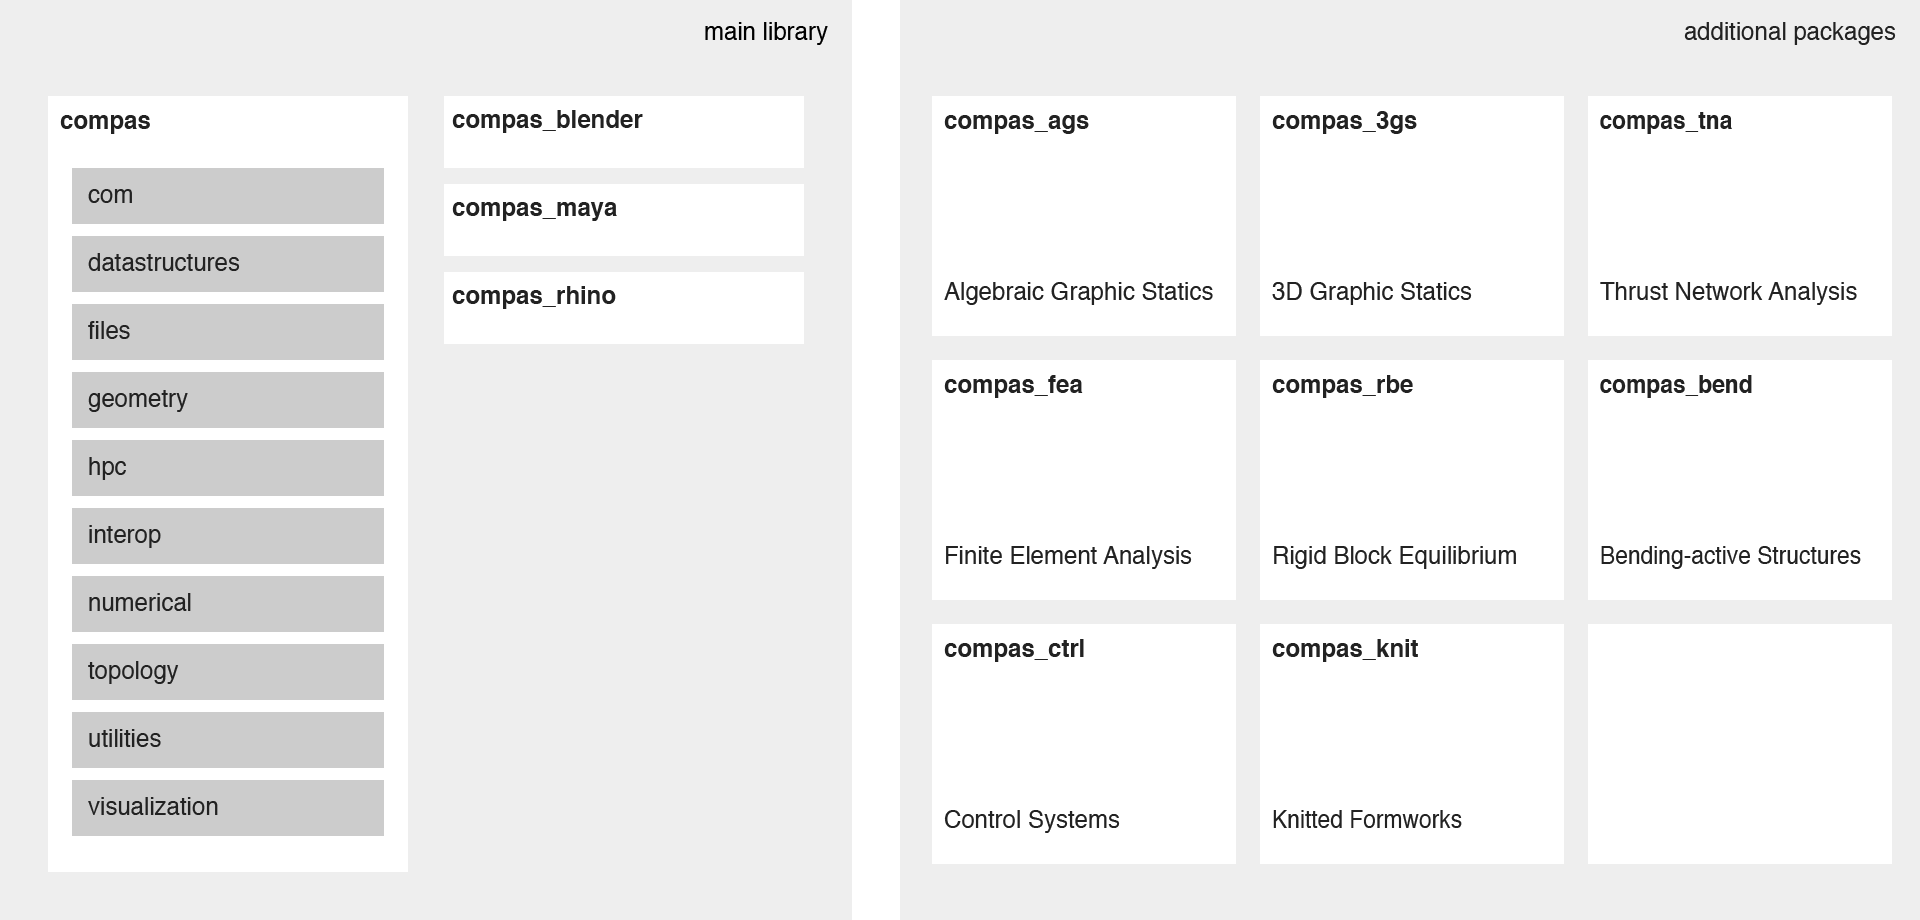 main library
compas
com
datastructures
files
geometry
hpc
interop
numerical
topology
utilities
visualization
compas_blender
compas_maya
compas_rhino
additional packages
compas_ags
Algebraic Graphic Statics
compas_3gs
3D Graphic Statics
compas_tna
Thrust Network Analysis
compas_fea
Finite Element Analysis
compas_rbe
Rigid Block Equilibrium
compas_bend
Bending-active Structures
compas_ctrl
Control Systems
compas_knit
Knitted Formworks